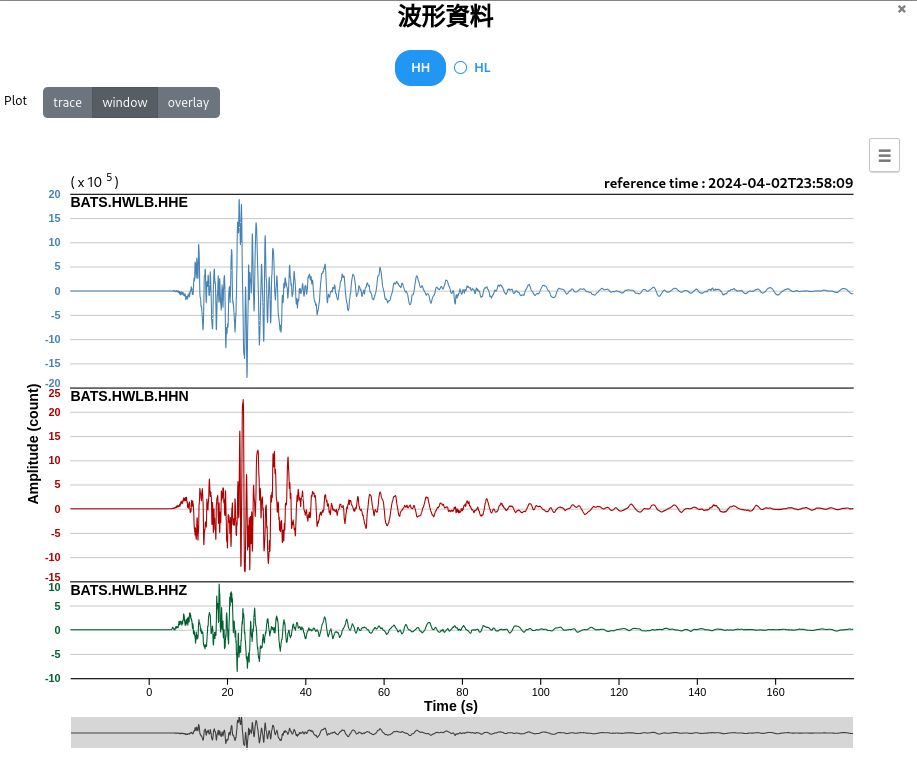 波形資料
×
HH HL
Plot trace window overlay
( x 10 5 )
reference time : 2024-04-02T23:58:09
BATS.HWLB.HHE
20
15
10
5
0
-5
-10
-15
-20
BATS.HWLB.HHN
25
20
15
10
5
0
-5
-10
-15
BATS.HWLB.HHZ
10
5
0
-5
-10
Amplitude (count)
0 20 40 60 80 100 120 140 160
Time (s)